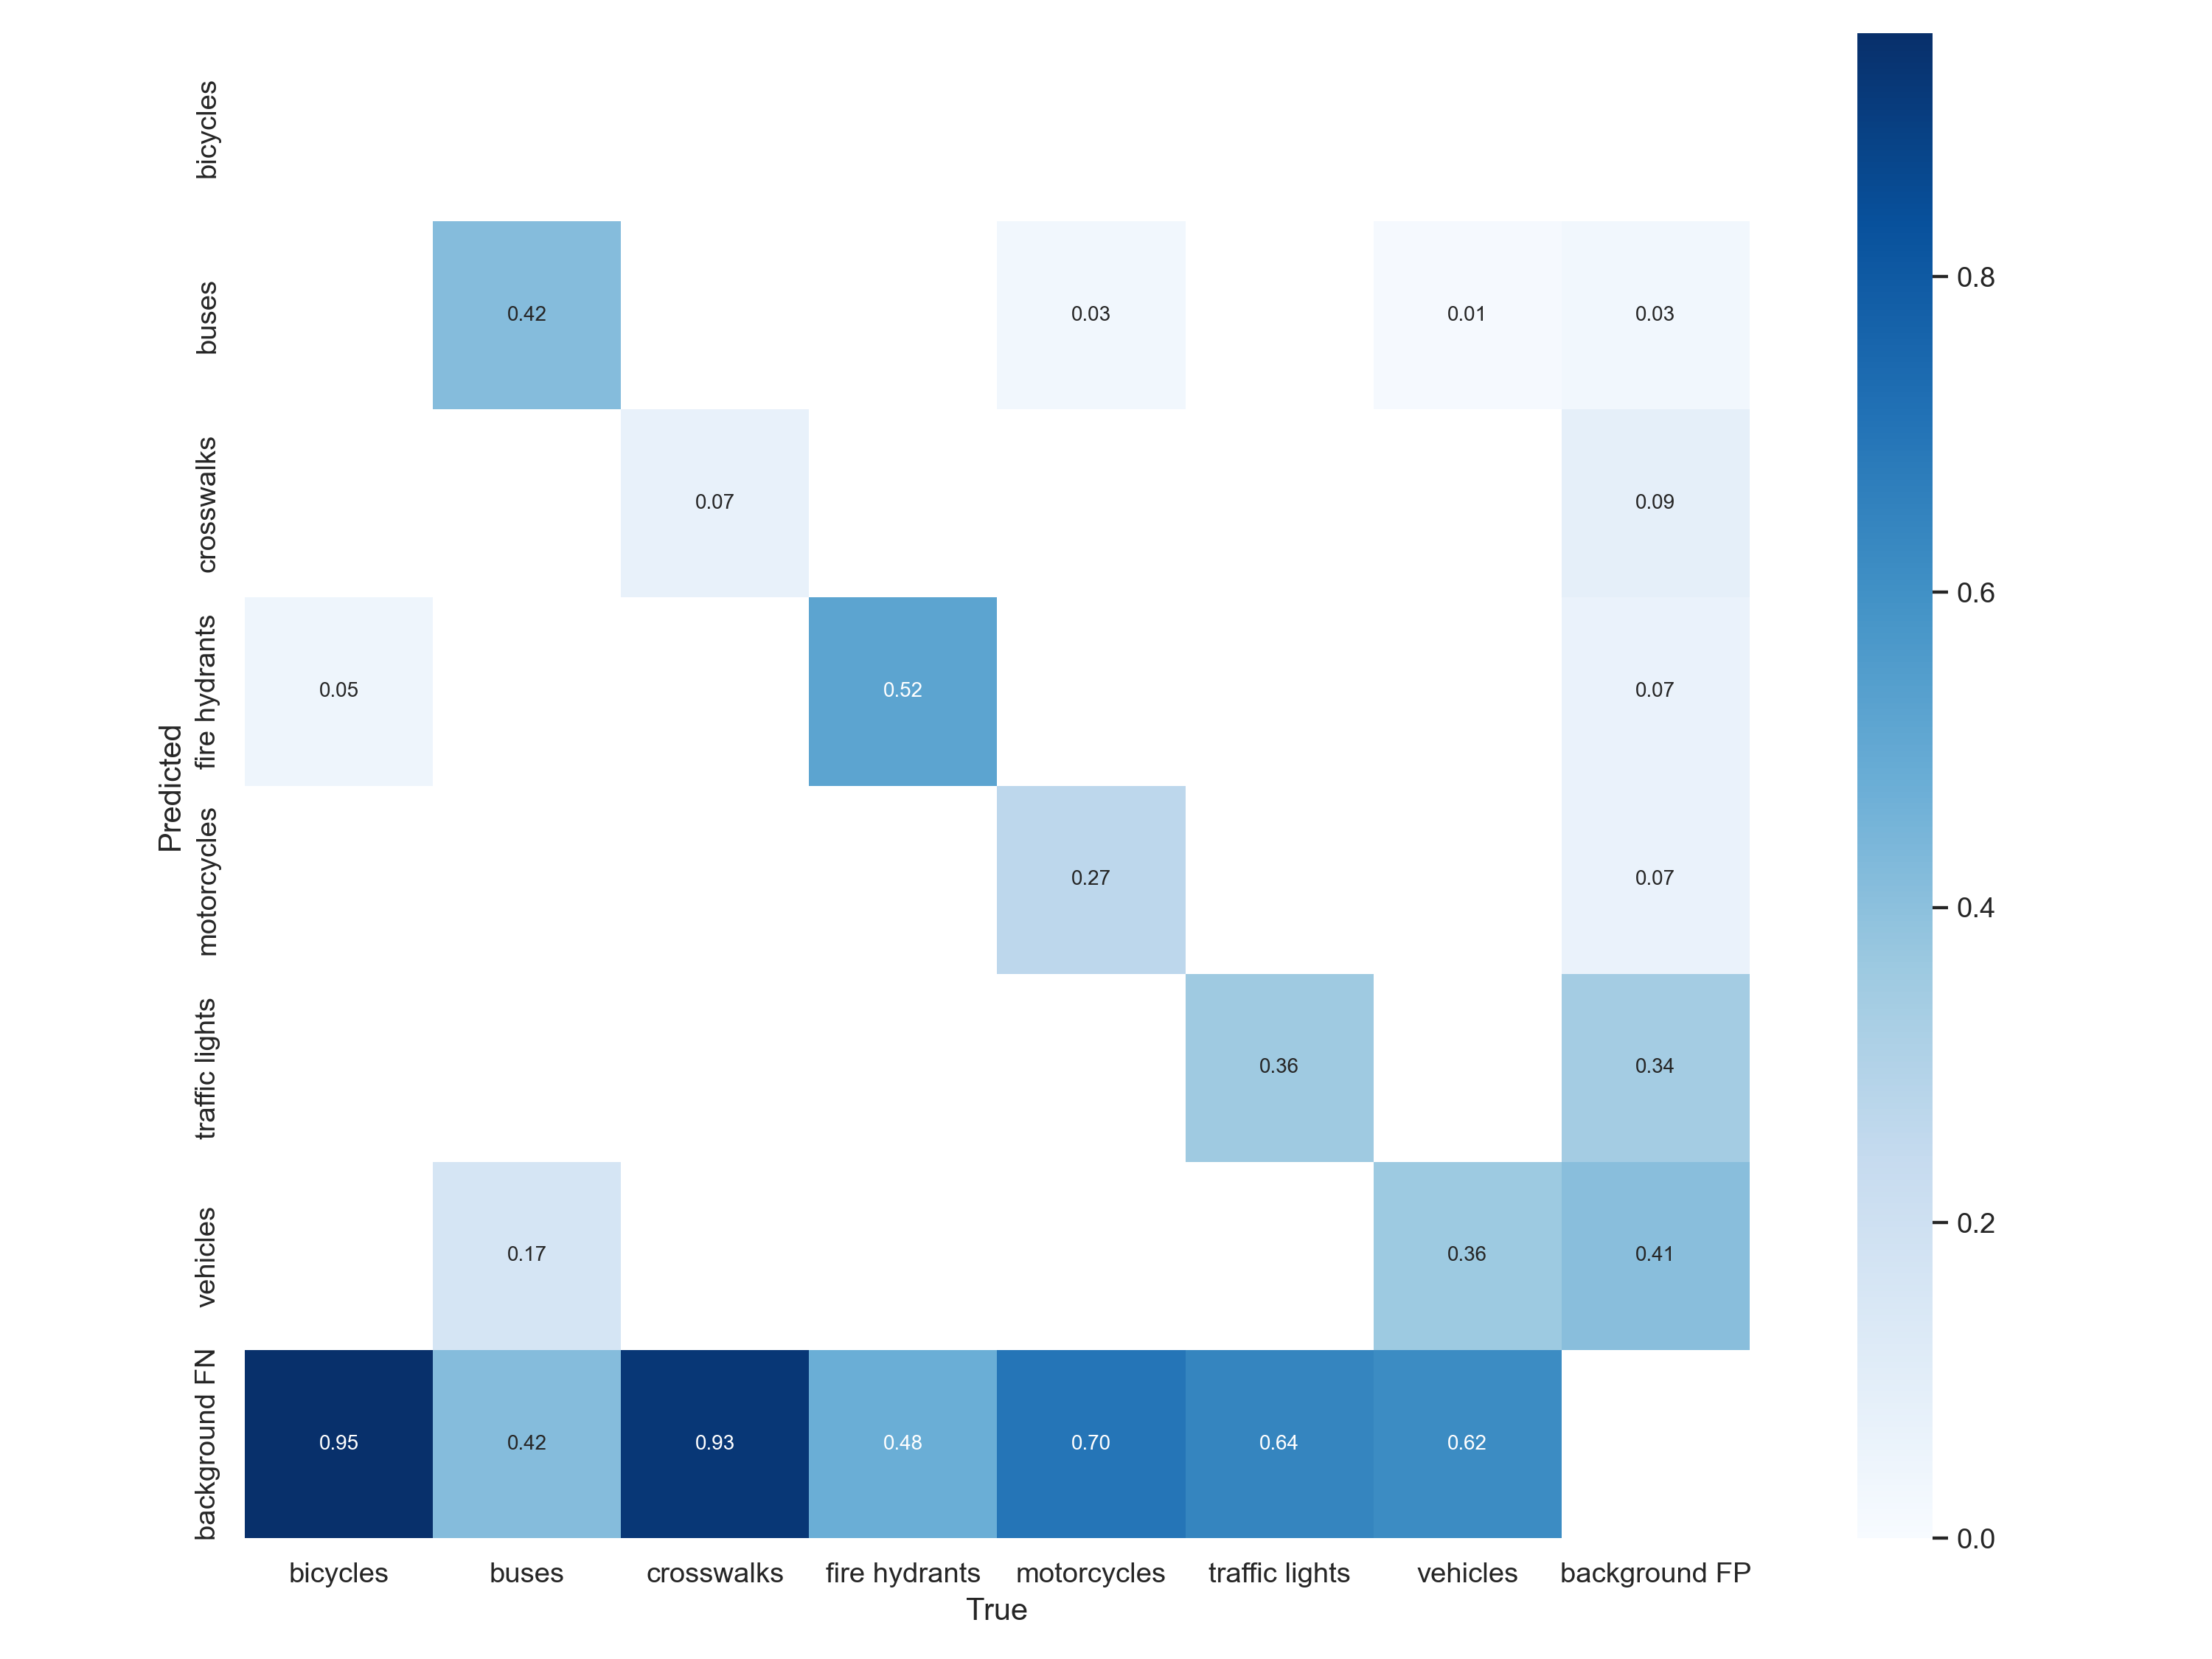 bicycles
buses
0.42
0.03
0.01
0.03
0.8
crosswalks
0.07
0.09
0.6
fire hydrants
0.05
0.52
0.07
Predicted
motorcycles
0.27
0.07
0.4
traffic lights
0.36
0.34
vehicles
0.17
0.36
0.41
0.2
background FN
0.95
0.42
0.93
0.48
0.70
0.64
0.62
0.0
bicycles
buses
crosswalks
fire hydrants
motorcycles
traffic lights
vehicles
background FP
True